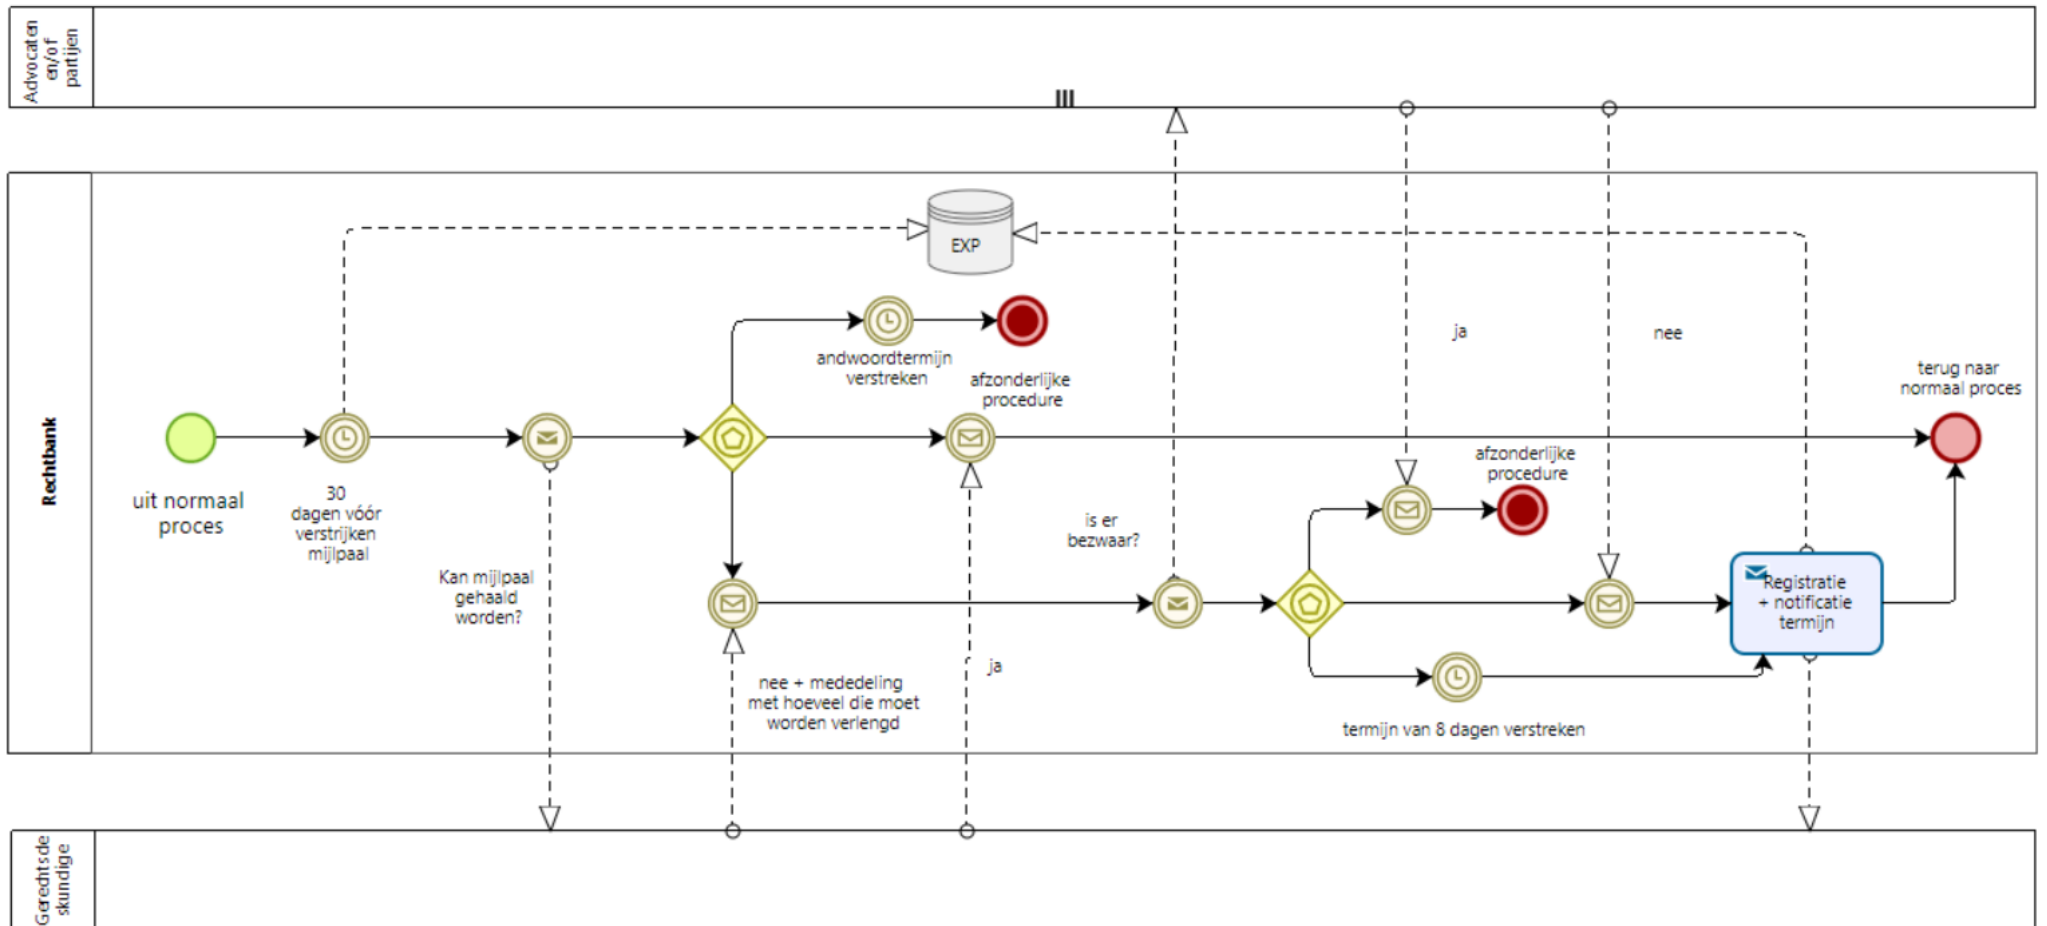 Advocaten
en/of
partijen
Rechtbank
EXP
andwoordtermijn
verstreken
afzonderlijke
procedure
ja
nee
terug naar
normaal proces
uit normaal
proces
30
dagen vóór
verstrijken
mijlpaal
Kan mijlpaal
gehaald
worden?
is er
bezwaar?
afzonderlijke
procedure
Registratie
+ notificatie
termijn
nee + mededeling
met hoeveel die moet
worden verlengd
ja
termijn van 8 dagen verstreken
Gerechtsde
skundige